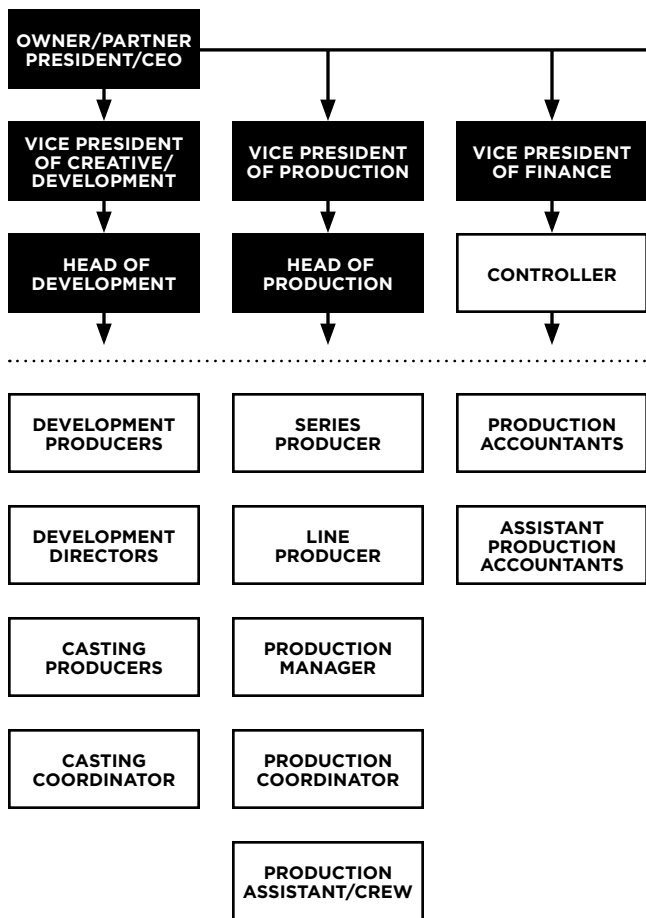 OWNER/PARTNER
PRESIDENT/CEO
VICE PRESIDENT
OF CREATIVE/
DEVELOPMENT
VICE PRESIDENT
OF PRODUCTION
VICE PRESIDENT
OF FINANCE
HEAD OF
DEVELOPMENT
HEAD OF
PRODUCTION
CONTROLLER
DEVELOPMENT
PRODUCERS
SERIES
PRODUCER
PRODUCTION
ACCOUNTANTS
DEVELOPMENT
DIRECTORS
LINE
PRODUCER
ASSISTANT
PRODUCTION
ACCOUNTANTS
CASTING
PRODUCERS
PRODUCTION
MANAGER
CASTING
COORDINATOR
PRODUCTION
COORDINATOR
PRODUCTION
ASSISTANT/CREW